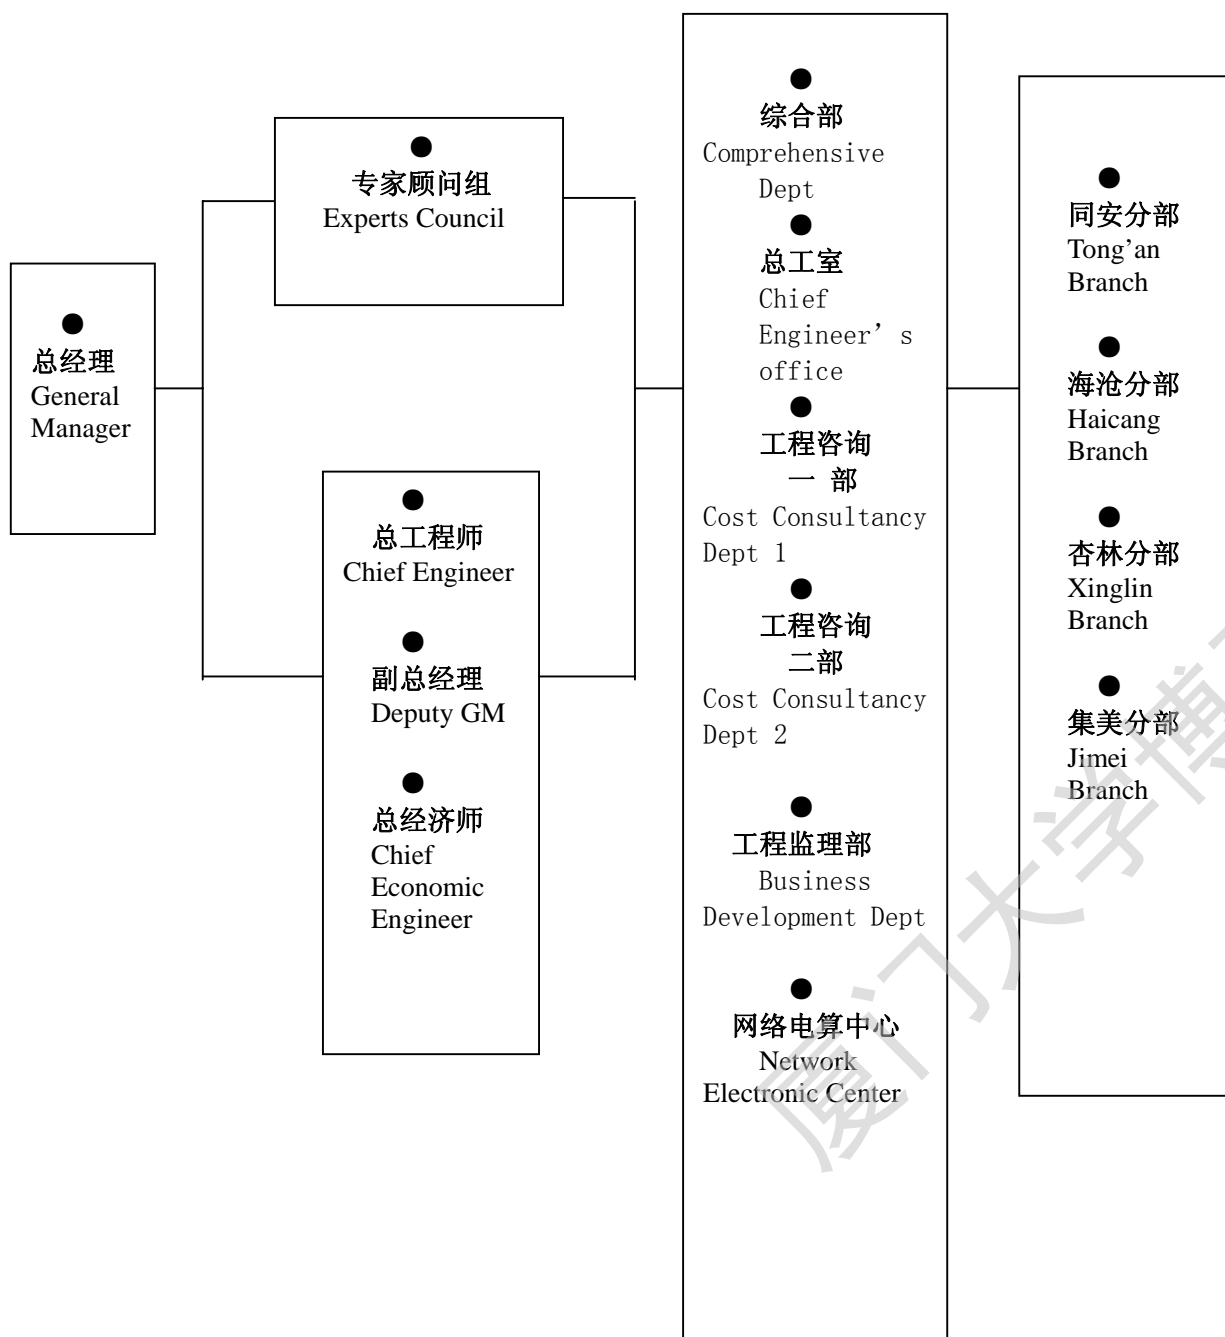 ●
总经理
General
Manager
●
专家顾问组
Experts Council
●
总工程师
Chief Engineer
●
副总经理
Deputy GM
●
总经济师
Chief
Economic
Engineer
●
综合部
Comprehensive
Dept
●
总工室
Chief
Engineer’s
office
●
工程咨询
一 部
Cost Consultancy
Dept 1
●
工程咨询
二部
Cost Consultancy
Dept 2
●
工程监理部
Business
Development Dept
●
网络电算中心
Network
Electronic Center
●
同安分部
Tong’an
Branch
●
海沧分部
Haicang
Branch
●
杏林分部
Xinglin
Branch
●
集美分部
Jimei
Branch
厦门大学博